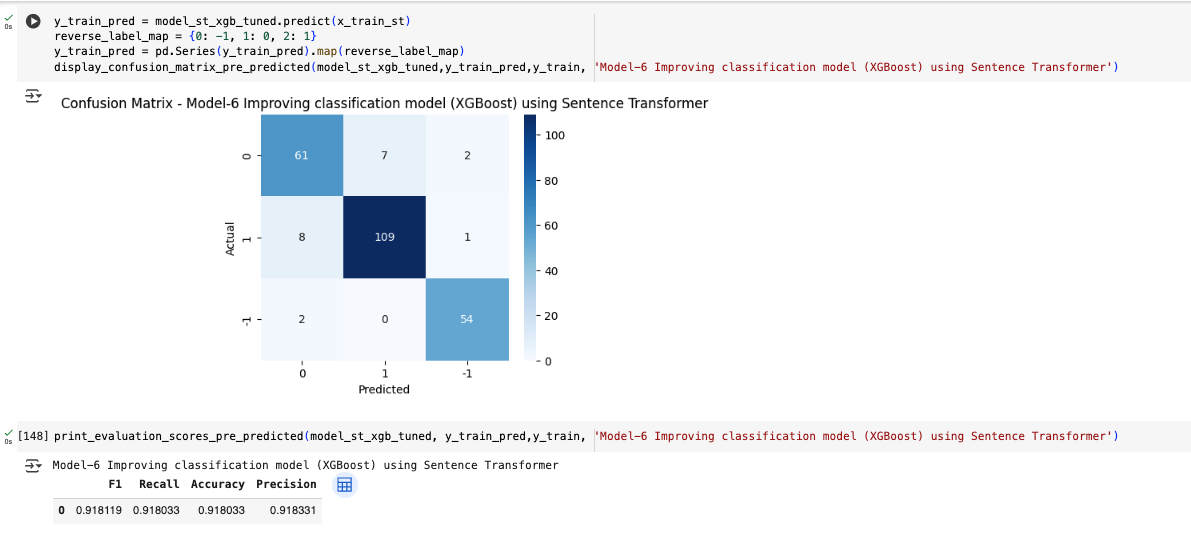 y_train_pred = model_st_xgb_tuned.predict(x_train_st)
0s
reverse_label_map = {0: -1, 1: 0, 2: 1}
y_train_pred = pd.Series(y_train_pred).map(reverse_label_map)
display_confusion_matrix_pre_predicted(model_st_xgb_tuned,y_train_pred,y_train, 'Model-6 Improving classification model (XGBoost) using Sentence Transformer')
Confusion Matrix - Model-6 Improving classification model (XGBoost) using Sentence Transformer
100
0 61 7 2
80
60
Actual
1 8 109 1
40
20
-1 2 0 54
0
0 1 -1
Predicted
0s
[148] print_evaluation_scores_pre_predicted(model_st_xgb_tuned, y_train_pred,y_train, 'Model-6 Improving classification model (XGBoost) using Sentence Transformer')
Model-6 Improving classification model (XGBoost) using Sentence Transformer
F1 Recall Accuracy Precision
0 0.918119 0.918033 0.918033 0.918331